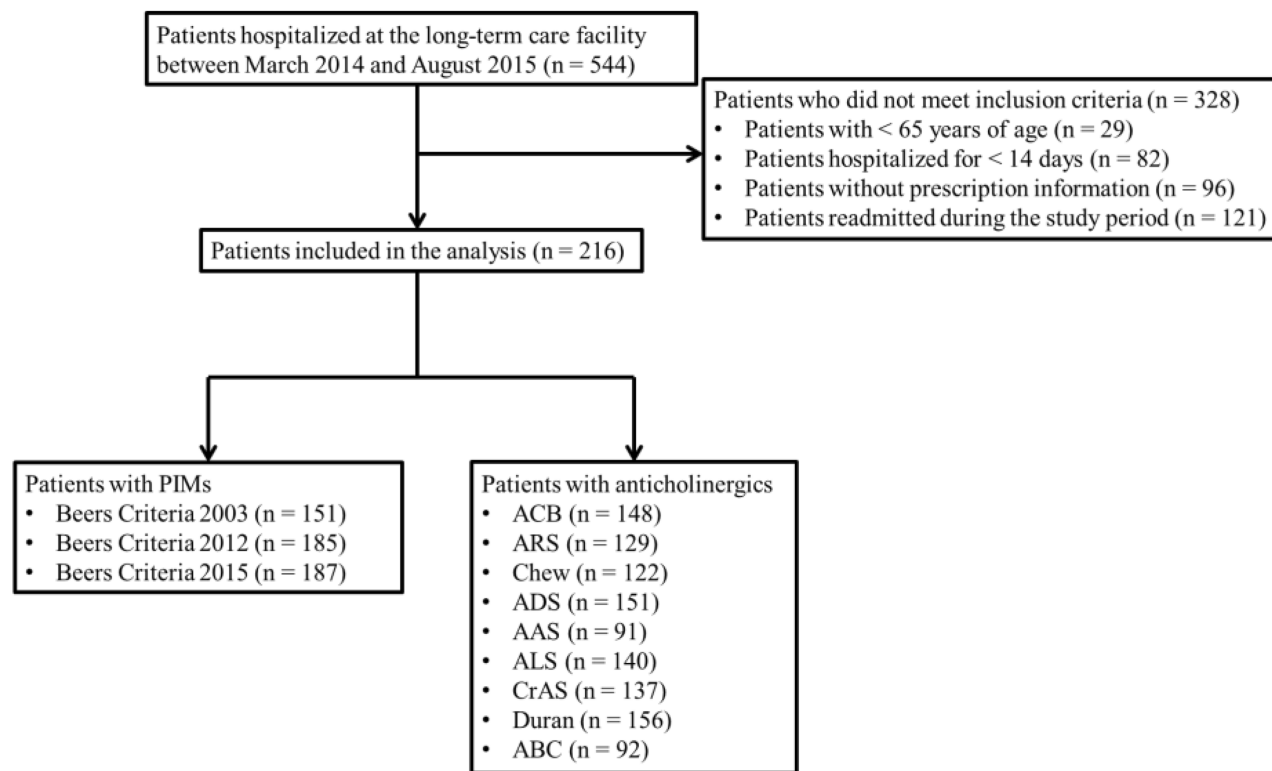 Patients hospitalized at the long-term care facility
between March 2014 and August 2015 (n = 544)
Patients who did not meet inclusion criteria (n = 328)
• Patients with < 65 years of age (n = 29)
• Patients hospitalized for < 14 days (n = 82)
• Patients without prescription information (n = 96)
• Patients readmitted during the study period (n = 121)
Patients included in the analysis (n = 216)
Patients with PIMs
• Beers Criteria 2003 (n = 151)
• Beers Criteria 2012 (n = 185)
• Beers Criteria 2015 (n = 187)
Patients with anticholinergics
• ACB (n = 148)
• ARS (n = 129)
• Chew (n = 122)
• ADS (n = 151)
• AAS (n = 91)
• ALS (n = 140)
• CrAS (n = 137)
• Duran (n = 156)
• ABC (n = 92)